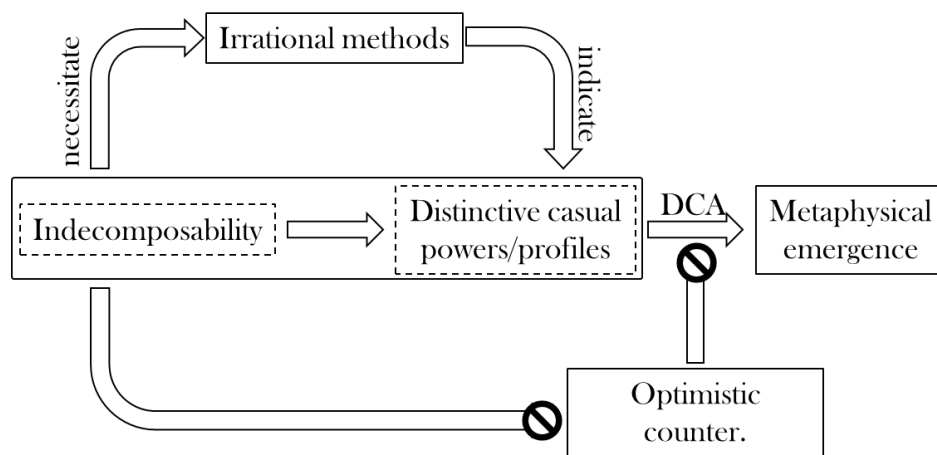 Irrational methods
necessitate
indicate
Indecomposability
Distinctive casual
powers/profiles
DCA
Metaphysical
emergence
Optimistic
counter.